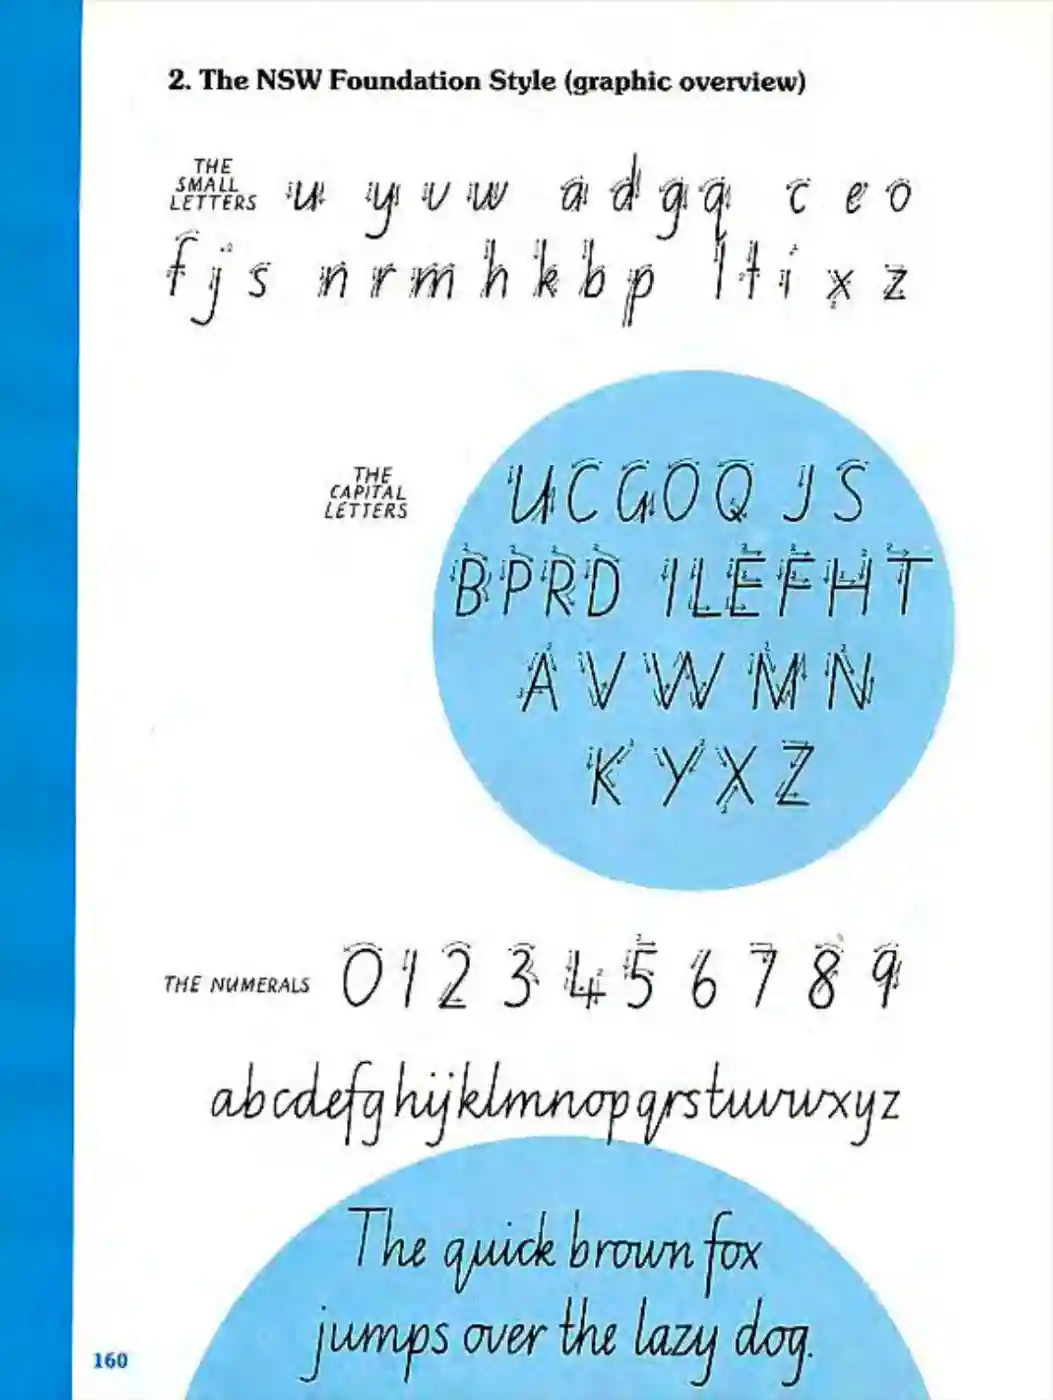 2. The NSW Foundation Style (graphic overview)
THE
SMALL
LETTERS
u y v w a d g q c e o
f j s n r m h k b p l t i x z
THE
CAPITAL
LETTERS
U C G O Q J S
B P R D I L E F H T
A V W M N
K Y X Z
THE NUMERALS
0 1 2 3 4 5 6 7 8 9
abcdefghijklmnopqrstuvwxyz
The quick brown fox
jumps over the lazy dog.
160